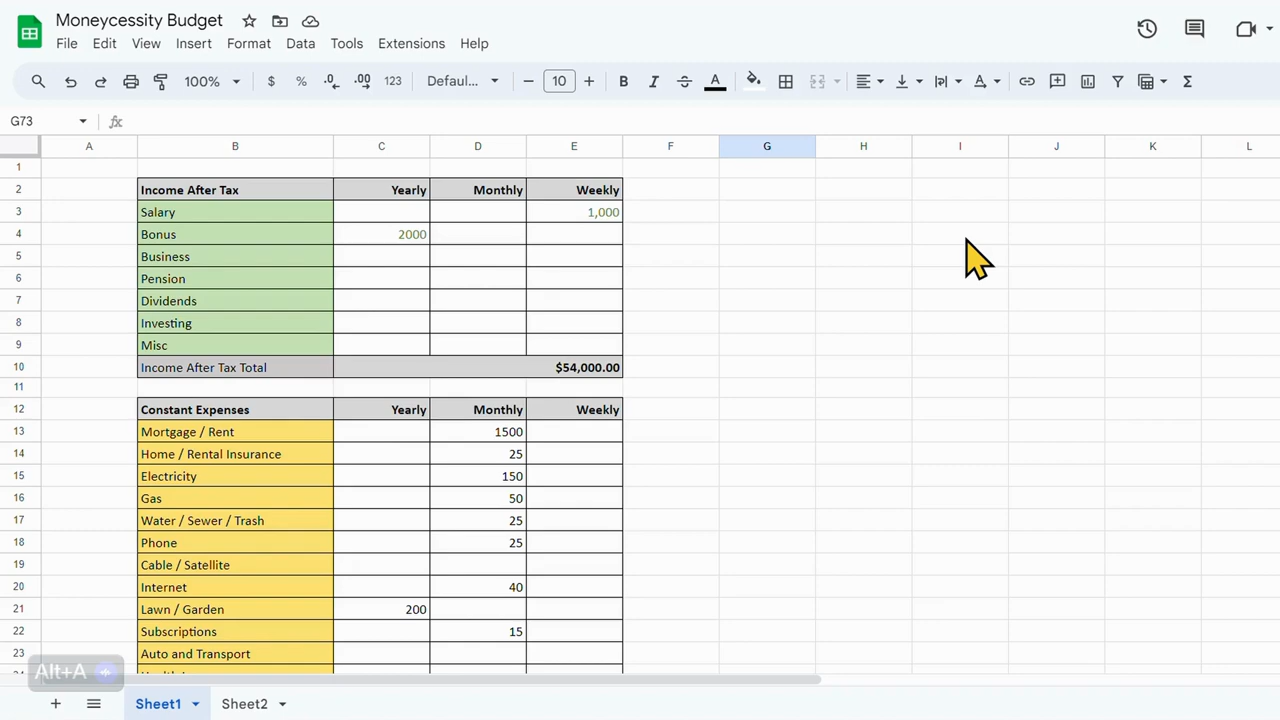 Moneycessity Budget
File Edit View Insert Format Data Tools Extensions Help
100% $ % .0 .00 123 Defaul... 10 B I A Σ
G73 fx
A B C D E F G H I J K L
1
2 Income After Tax Yearly Monthly Weekly
3 Salary 1,000
4 Bonus 2000
5 Business
6 Pension
7 Dividends
8 Investing
9 Misc
10 Income After Tax Total $54,000.00
11
12 Constant Expenses Yearly Monthly Weekly
13 Mortgage / Rent 1500
14 Home / Rental Insurance 25
15 Electricity 150
16 Gas 50
17 Water / Sewer / Trash 25
18 Phone 25
19 Cable / Satellite
20 Internet 40
21 Lawn / Garden 200
22 Subscriptions 15
23 Auto and Transport
Alt+A
Sheet1 Sheet2